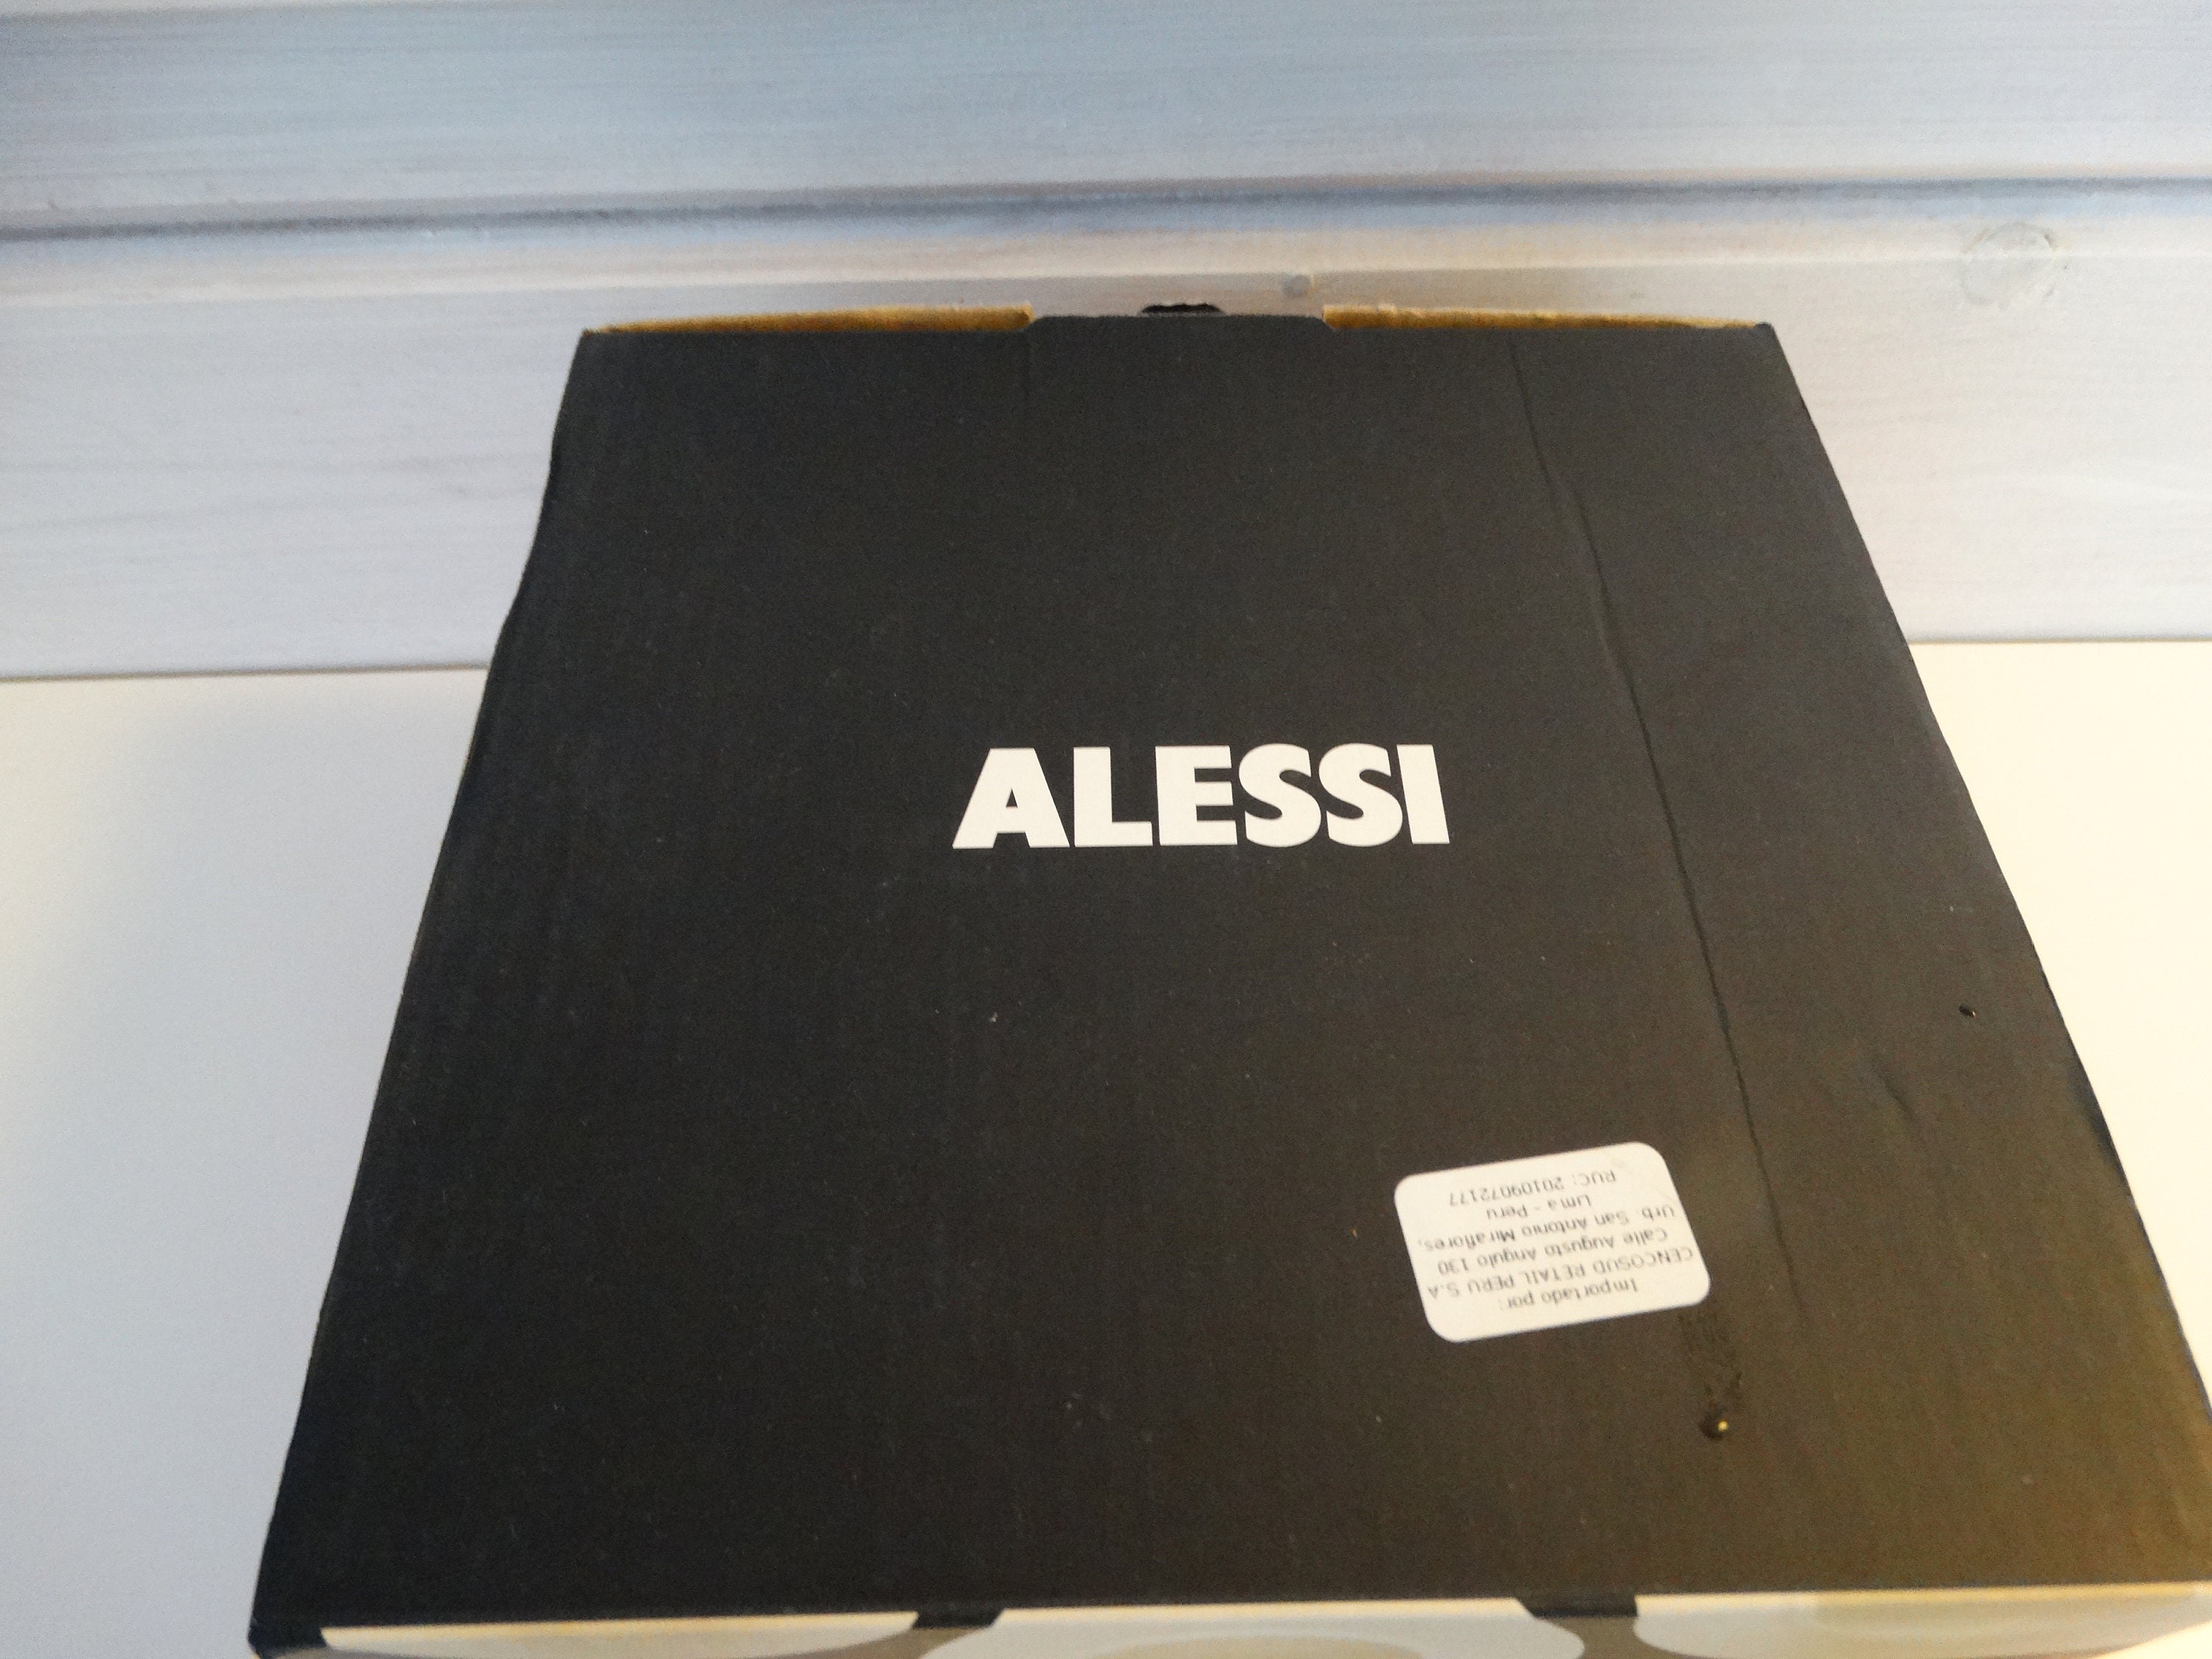 ALESSI
Importado por:
CENCOSUD RETAIL PERU S.A
Calle Augusto Angulo 130
Urb. San Antonio Miraflores,
Lima - Peru
RUC: 20109072177